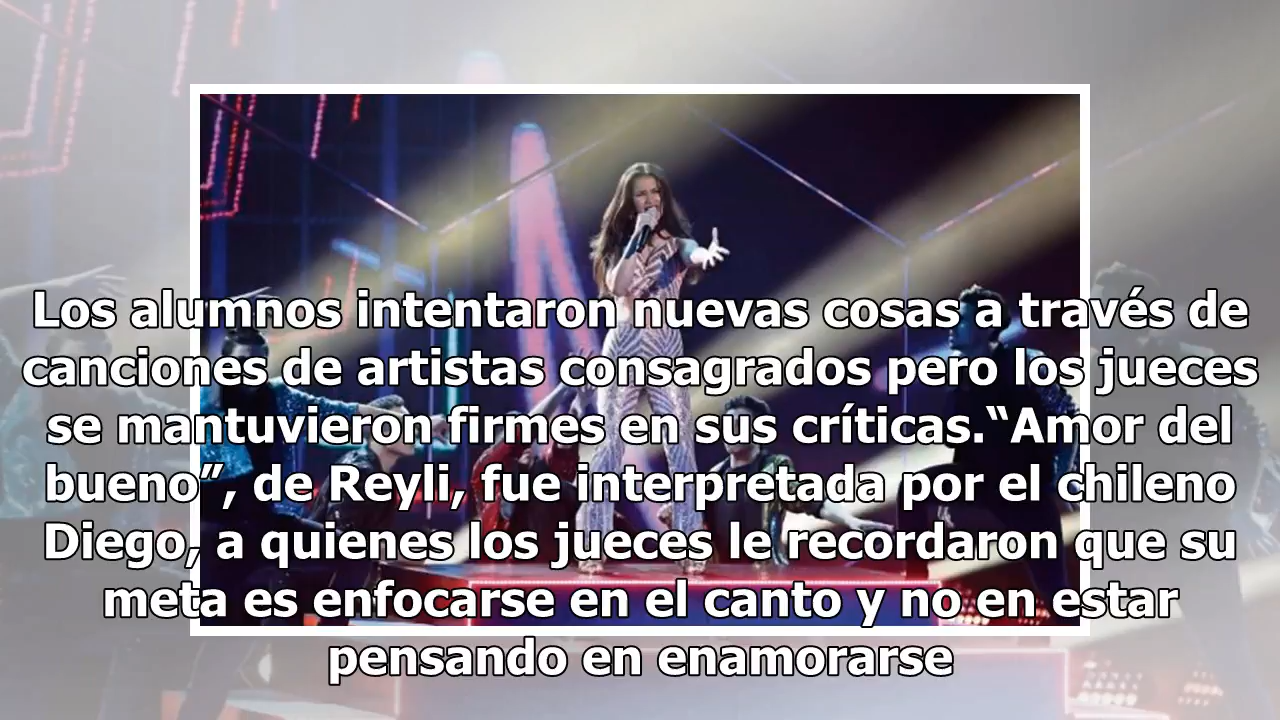 Los alumnos intentaron nuevas cosas a través de
canciones de artistas consagrados pero los jueces
se mantuvieron firmes en sus críticas.“Amor del
bueno”, de Reyli, fue interpretada por el chileno
Diego, a quienes los jueces le recordaron que su
meta es enfocarse en el canto y no en estar
pensando en enamorarse